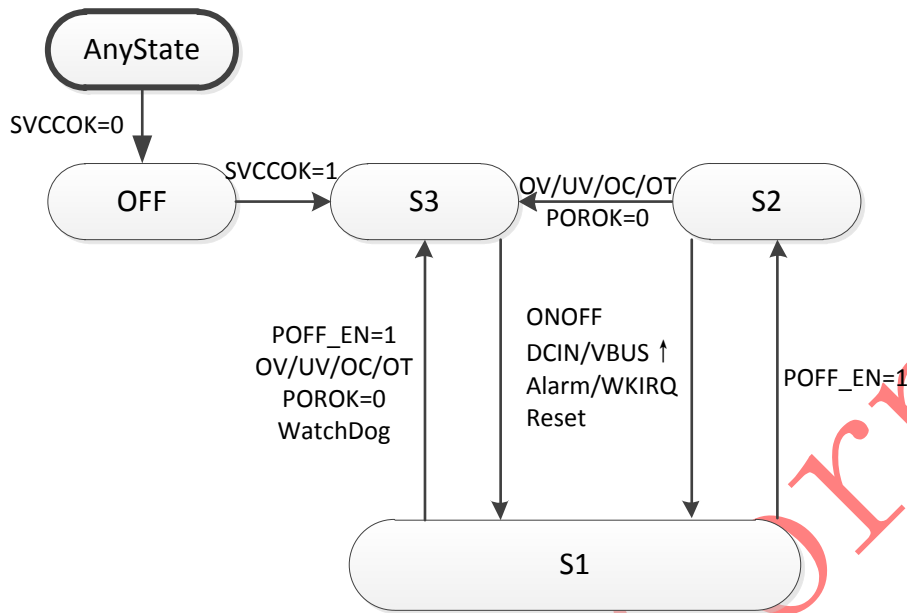 AnyState
SVCCOK=0
OFF
SVCCOK=1
S3
OV/UV/OC/OT
POROK=0
S2
POFF_EN=1
OV/UV/OC/OT
POROK=0
WatchDog
ONOFF
DCIN/VBUS ↑
Alarm/WKIRQ
Reset
POFF_EN=1
S1